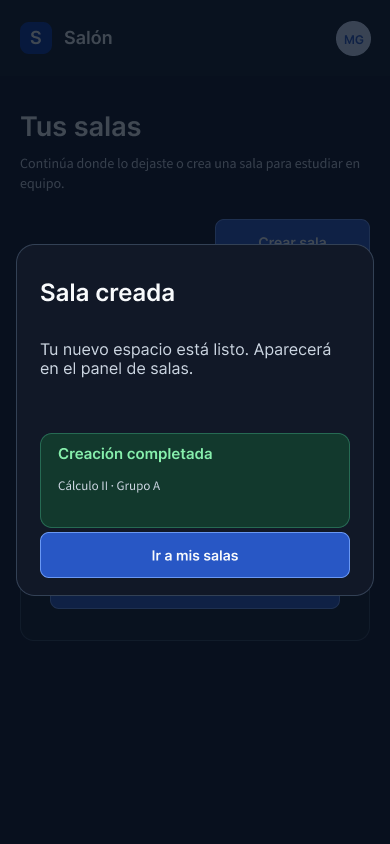 S Salón MG
Tus salas
Continúa donde lo dejaste o crea una sala para estudiar en
equipo.
Crear sala
Sala creada
Tu nuevo espacio está listo. Aparecerá
en el panel de salas.
Creación completada
Cálculo II · Grupo A
Ir a mis salas